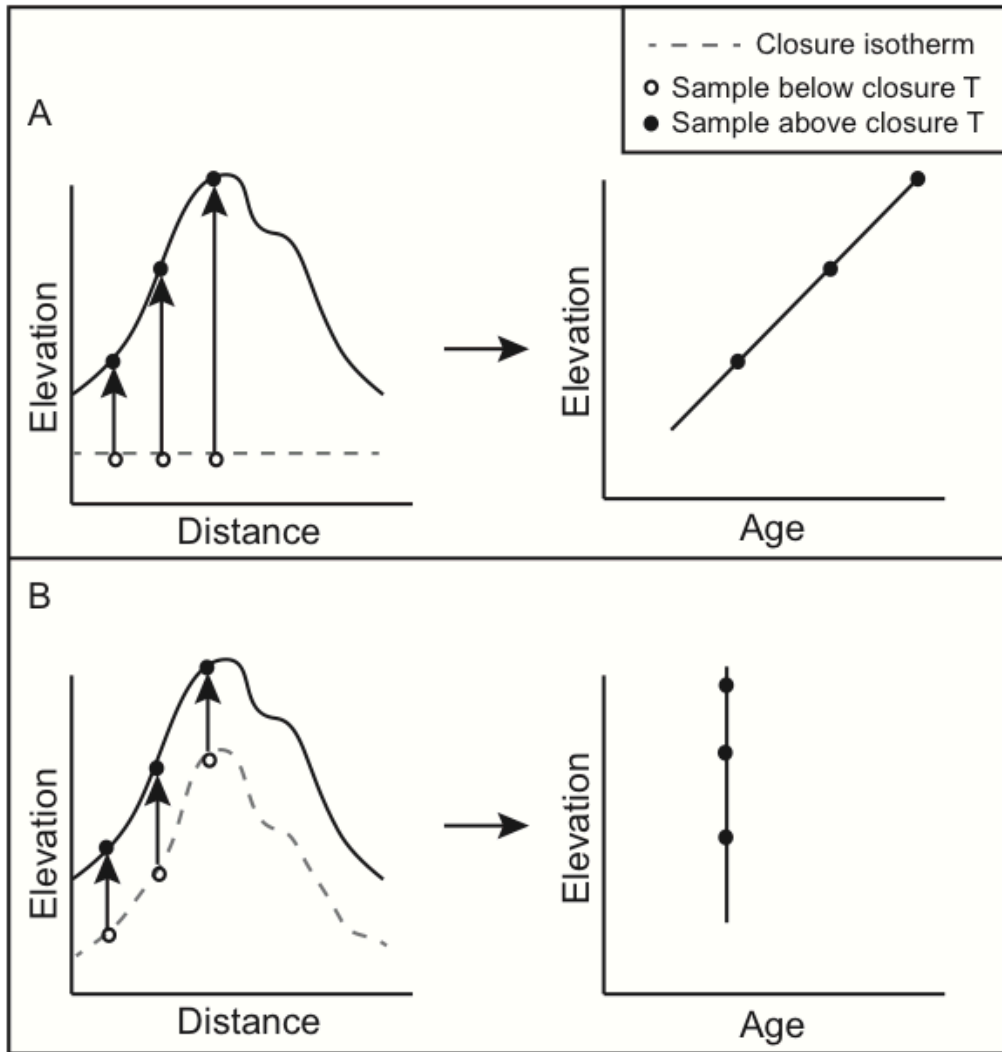 Closure isotherm
Sample below closure T
Sample above closure T
A
Elevation
Distance
Elevation
Age
B
Elevation
Distance
Elevation
Age